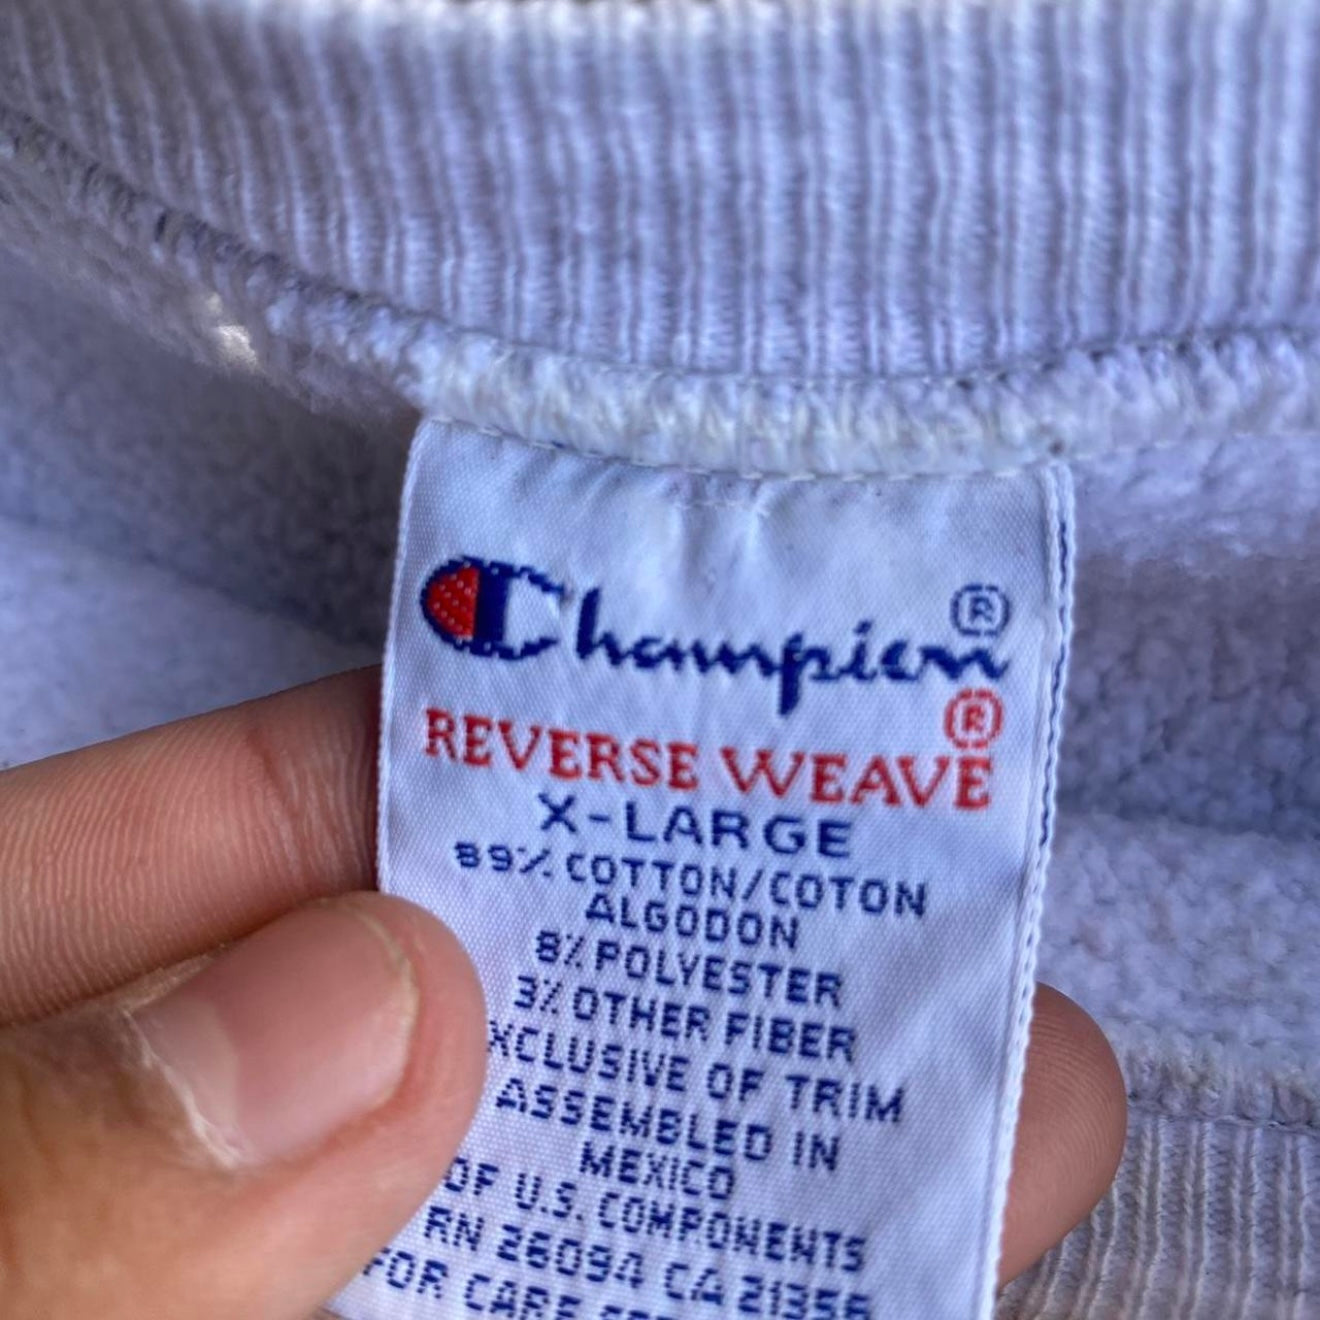 Champion ®
REVERSE WEAVE ®
X-LARGE
89% COTTON/COTON
ALGODON
8% POLYESTER
3% OTHER FIBER
XCLUSIVE OF TRIM
ASSEMBLED IN
MEXICO
OF U.S. COMPONENTS
RN 26094 CA 21358
FOR CARE